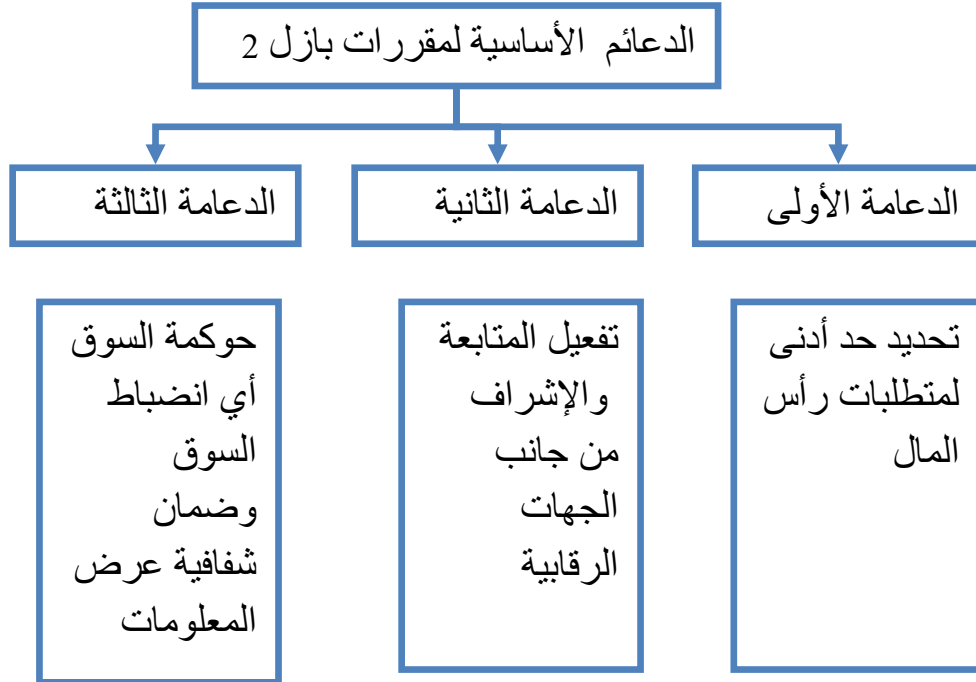 الدعائم الأساسية لمقررات بازل 2
الدعامة الأولى
الدعامة الثانية
الدعامة الثالثة
تحديد حد أدنى
لمتطلبات رأس
المال
تفعيل المتابعة
والإشراف
من جانب
الجهات
الرقابية
حوكمة السوق
أي انضباط
السوق
وضمان
شفافية عرض
المعلومات